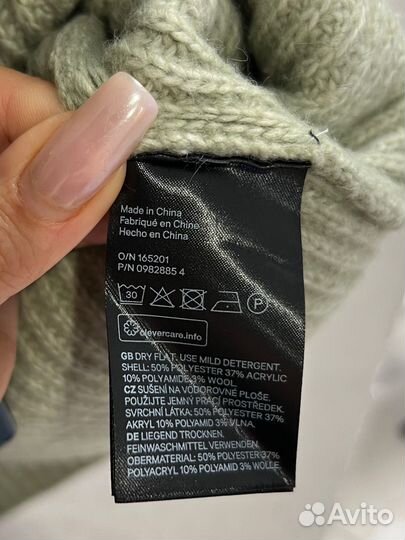 Made in China
Fabriqué en Chine
Hecho en China
O/N 165201
P/N 0982885 4
30 P
clevercare.info
GB DRY FLAT. USE MILD DETERGENT.
SHELL: 50% POLYESTER 37% ACRYLIC
10% POLYAMIDE 3% WOOL.
CZ SUŠENÍ NA VODOROVNÉ PLOŠE.
POUŽIJTE JEMNÝ PRACÍ PROSTŘEDEK.
SVRCHNÍ LÁTKA: 50% POLYESTER 37%
AKRYL 10% POLYAMID 3% VLNA.
DE LIEGEND TROCKNEN.
FEINWASCHMITTEL VERWENDEN.
OBERMATERIAL: 50% POLYESTER 37%
POLYACRYL 10% POLYAMID 3% WOLLE.
Avito